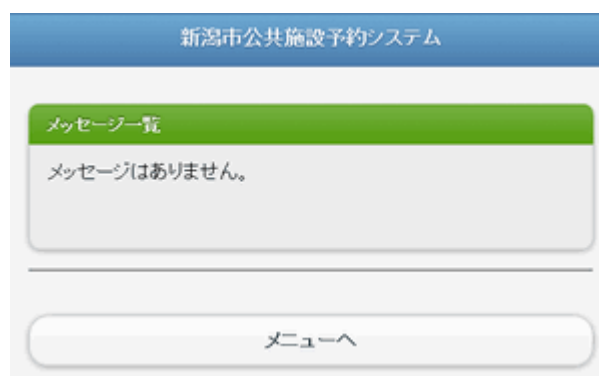 新潟市公共施設予約システム
メッセージ一覧
メッセージはありません。
メニューへ